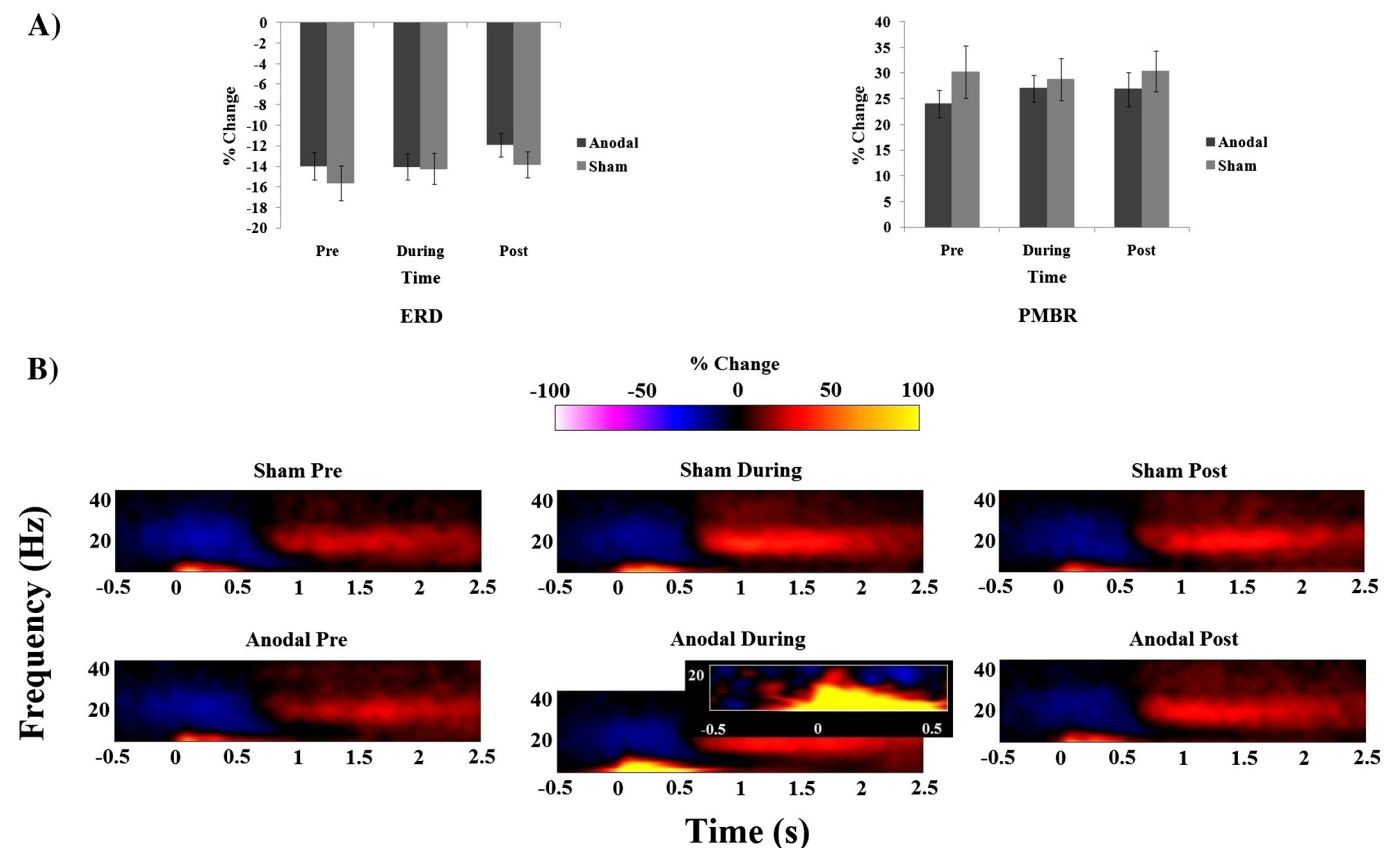 A)
0
-2
-4
-6
-8
-10
-12
-14
-16
-18
-20
% Change
Pre During Post
Time
ERD
Anodal
Sham
40
35
30
25
20
15
10
5
0
% Change
Pre During Post
Time
PMBR
Anodal
Sham
B)
% Change
-100 -50 0 50 100
Frequency (Hz)
Sham Pre
40
20
-0.5 0 0.5 1 1.5 2 2.5
Sham During
40
20
-0.5 0 0.5 1 1.5 2 2.5
Sham Post
40
20
-0.5 0 0.5 1 1.5 2 2.5
Anodal Pre
40
20
-0.5 0 0.5 1 1.5 2 2.5
Anodal During
20
-0.5 0 0.5
40
20
-0.5 0 0.5 1 1.5 2 2.5
Anodal Post
40
20
-0.5 0 0.5 1 1.5 2 2.5
Time (s)